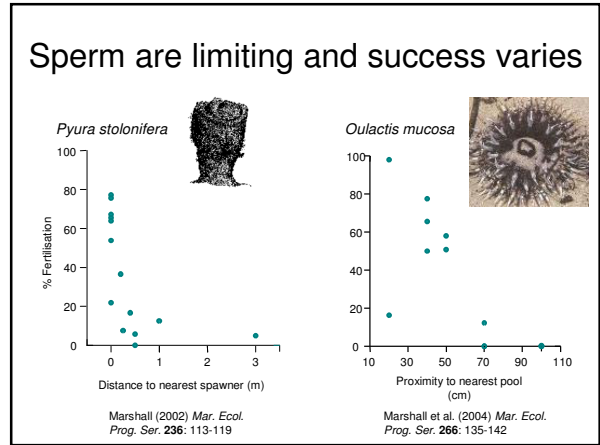 Sperm are limiting and success varies
Pyura stolonifera
100
80
60
40
20
0
% Fertilisation
0
1
2
3
Distance to nearest spawner (m)
Marshall (2002) Mar. Ecol.
Prog. Ser. 236: 113-119
Oulactis mucosa
100
80
60
40
20
0
10
30
50
70
90
110
Proximity to nearest pool
(cm)
Marshall et al. (2004) Mar. Ecol.
Prog. Ser. 266: 135-142